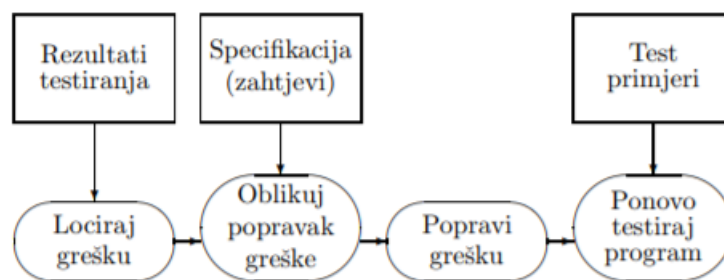 Rezultati
testiranja
Specifikacija
(zahtjevi)
Test
primjeri
Lociraj
grešku
Oblikuj
popravak
greške
Popravi
grešku
Ponovo
testiraj
program